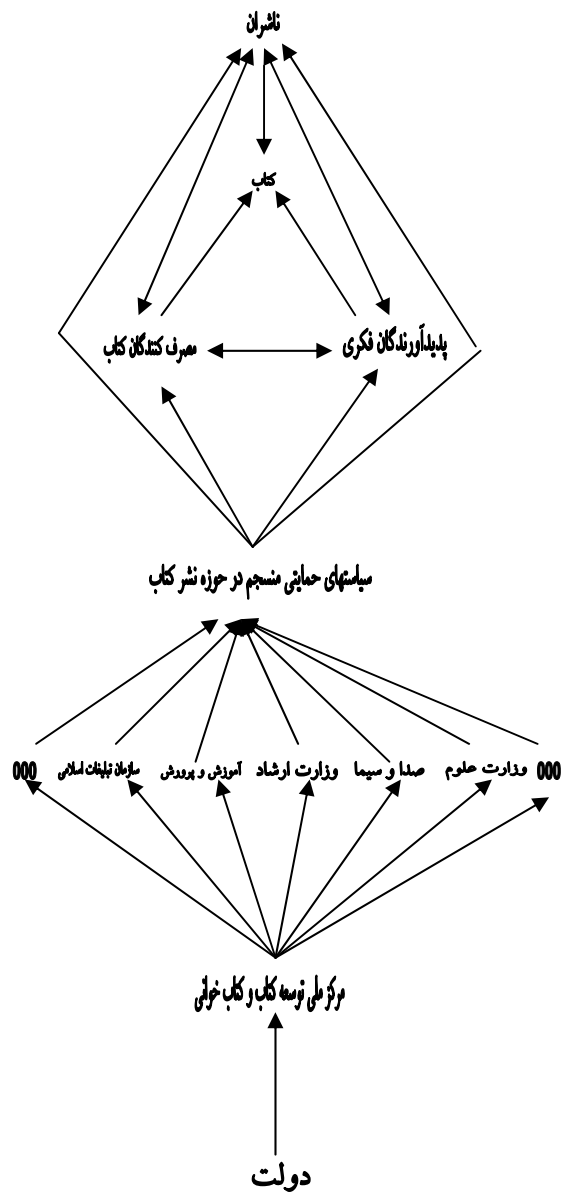 ناشران
کتاب
پدیدآورندگان فکری
مصرف کنندگان کتاب
سیاستهای حمایتی منسجم در حوزه نشر کتاب
000 وزارت علوم صدا و سیما وزارت ارشاد آموزش و پرورش سازمان تبلیغات اسلامی 000
مرکز ملی توسعه کتاب و کتاب خوانی
دولت